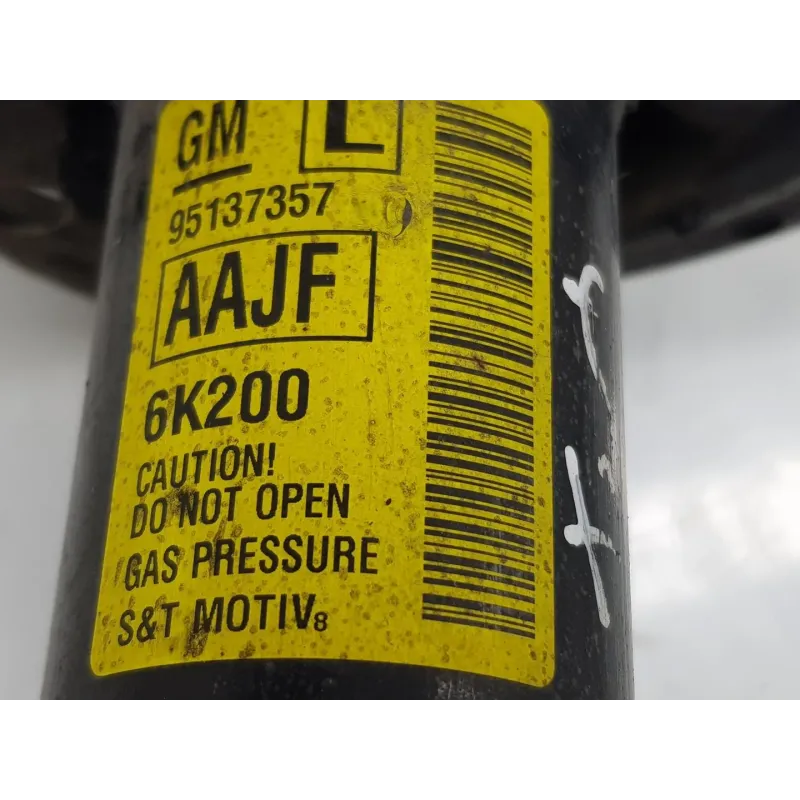 GM L
95137357
AAJF
6K200
CAUTION!
DO NOT OPEN
GAS PRESSURE
S&T MOTIV8